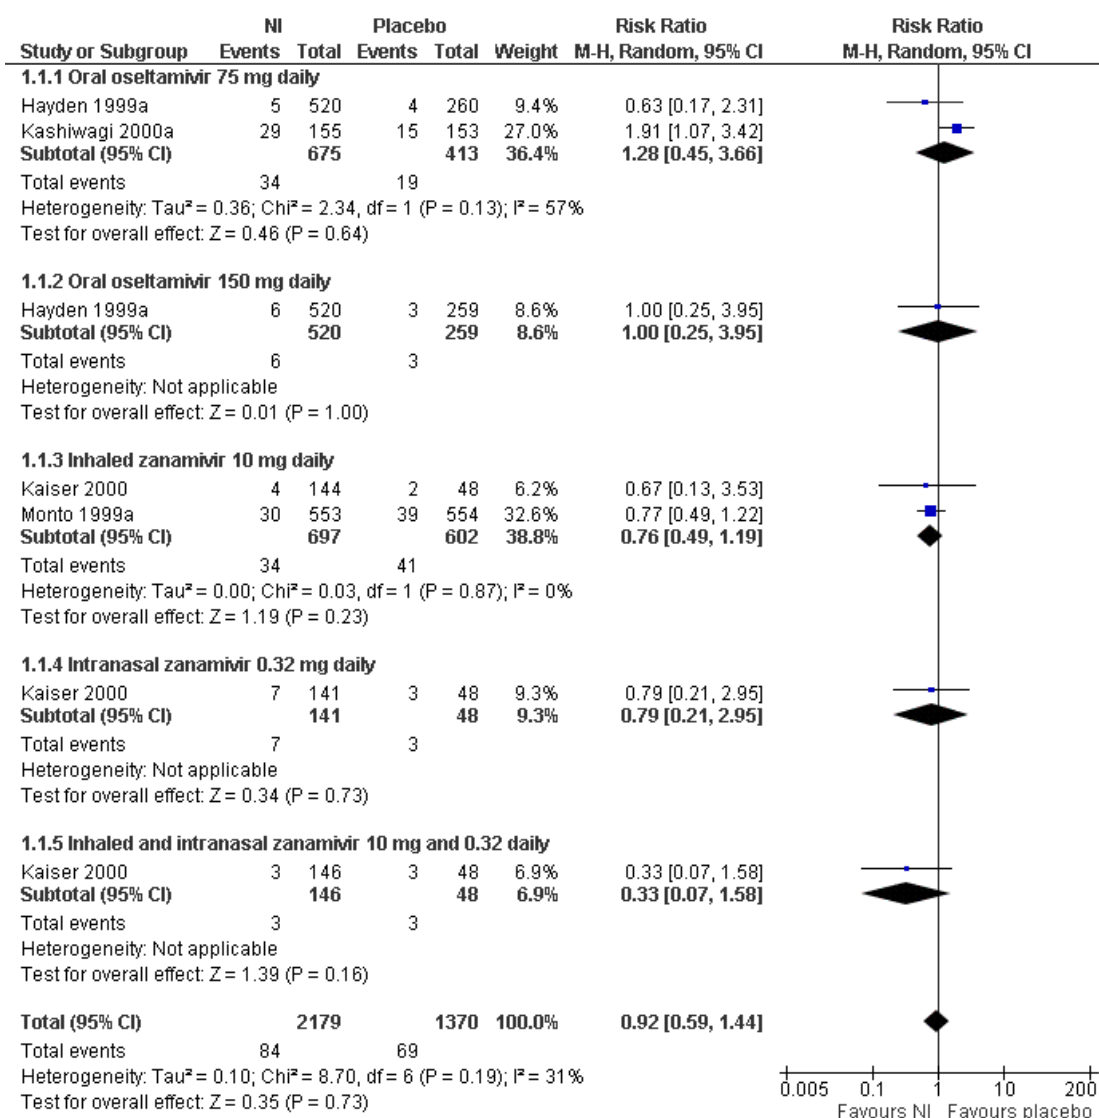 NI Placebo Risk Ratio Risk Ratio
Study or Subgroup Events Total Events Total Weight M-H, Random, 95% CI M-H, Random, 95% CI
1.1.1 Oral oseltamivir 75 mg daily
Hayden 1999a 5 520 4 260 9.4% 0.63 [0.17, 2.31]
Kashiwagi 2000a 29 155 15 153 27.0% 1.91 [1.07, 3.42]
Subtotal (95% CI) 675 413 36.4% 1.28 [0.45, 3.66]
Total events 34 19
Heterogeneity: Tau² = 0.36; Chi² = 2.34, df = 1 (P = 0.13); I² = 57%
Test for overall effect: Z = 0.46 (P = 0.64)
1.1.2 Oral oseltamivir 150 mg daily
Hayden 1999a 6 520 3 259 8.6% 1.00 [0.25, 3.95]
Subtotal (95% CI) 520 259 8.6% 1.00 [0.25, 3.95]
Total events 6 3
Heterogeneity: Not applicable
Test for overall effect: Z = 0.01 (P = 1.00)
1.1.3 Inhaled zanamivir 10 mg daily
Kaiser 2000 4 144 2 48 6.2% 0.67 [0.13, 3.53]
Monto 1999a 30 553 39 554 32.6% 0.77 [0.49, 1.22]
Subtotal (95% CI) 697 602 38.8% 0.76 [0.49, 1.19]
Total events 34 41
Heterogeneity: Tau² = 0.00; Chi² = 0.03, df = 1 (P = 0.87); I² = 0%
Test for overall effect: Z = 1.19 (P = 0.23)
1.1.4 Intranasal zanamivir 0.32 mg daily
Kaiser 2000 7 141 3 48 9.3% 0.79 [0.21, 2.95]
Subtotal (95% CI) 141 48 9.3% 0.79 [0.21, 2.95]
Total events 7 3
Heterogeneity: Not applicable
Test for overall effect: Z = 0.34 (P = 0.73)
1.1.5 Inhaled and intranasal zanamivir 10 mg and 0.32 daily
Kaiser 2000 3 146 3 48 6.9% 0.33 [0.07, 1.58]
Subtotal (95% CI) 146 48 6.9% 0.33 [0.07, 1.58]
Total events 3 3
Heterogeneity: Not applicable
Test for overall effect: Z = 1.39 (P = 0.16)
Total (95% CI) 2179 1370 100.0% 0.92 [0.59, 1.44]
Total events 84 69
Heterogeneity: Tau² = 0.10; Chi² = 8.70, df = 6 (P = 0.19); I² = 31%
Test for overall effect: Z = 0.35 (P = 0.73)
0.005 0.1 1 10 200
Favours NI Favours placebo